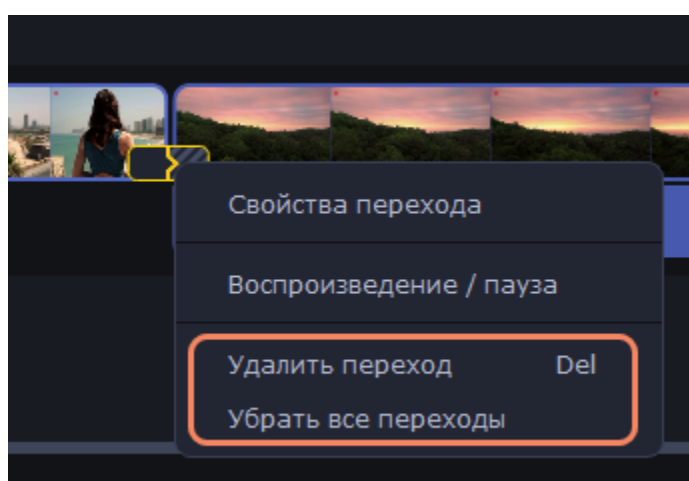 Свойства перехода
Воспроизведение / пауза
Удалить переход Del
Убрать все переходы